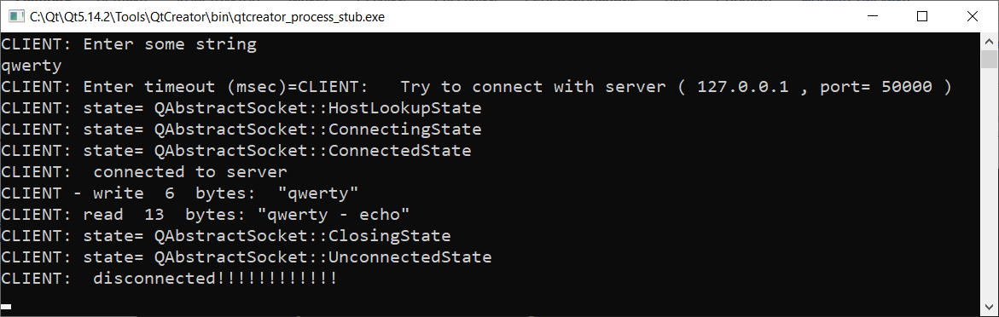 C:\Qt\Qt5.14.2\Tools\QtCreator\bin\qtcreator_process_stub.exe
CLIENT: Enter some string
qwerty
CLIENT: Enter timeout (msec)=CLIENT:   Try to connect with server ( 127.0.0.1 , port= 50000 )
CLIENT: state= QAbstractSocket::HostLookupState
CLIENT: state= QAbstractSocket::ConnectingState
CLIENT: state= QAbstractSocket::ConnectedState
CLIENT:  connected to server
CLIENT - write  6  bytes:  "qwerty"
CLIENT: read  13  bytes: "qwerty - echo"
CLIENT: state= QAbstractSocket::ClosingState
CLIENT: state= QAbstractSocket::UnconnectedState
CLIENT:  disconnected!!!!!!!!!!!!